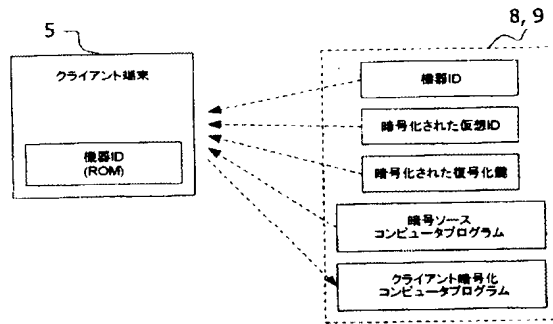 5
8, 9
クライアント端末
機器ID
(ROM)
機器ID
暗号化された仮想ID
暗号化された復号化鍵
暗号ソース
コンピュータプログラム
クライアント暗号化
コンピュータプログラム